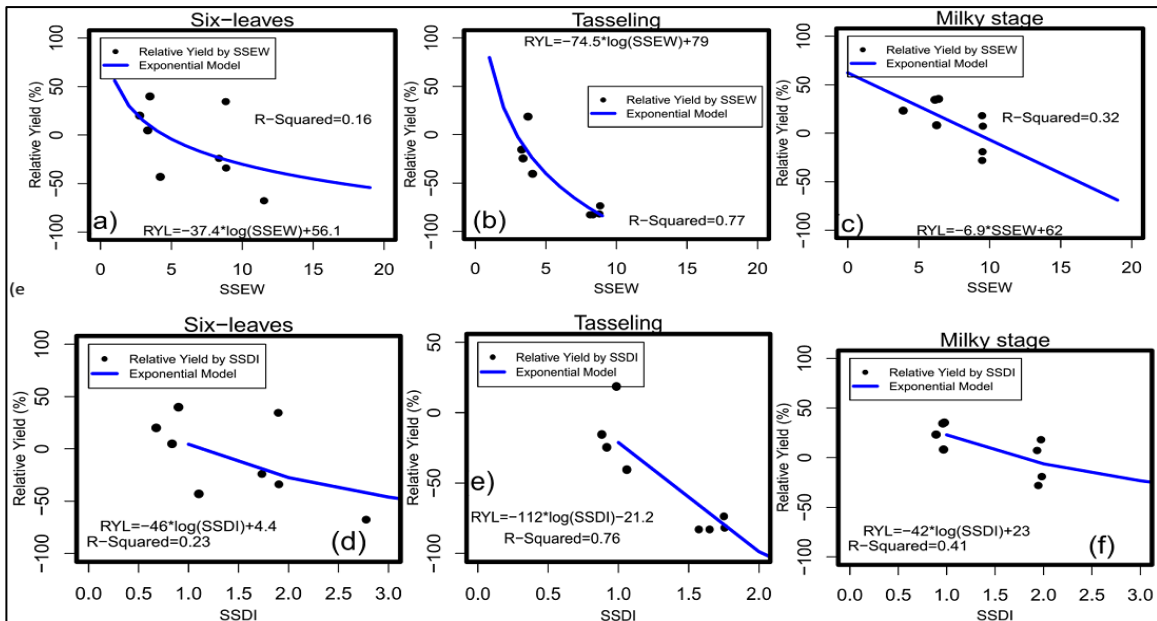 Six-leaves
Relative Yield (%)
100
50
0
−50
−100
Relative Yield by SSEW
Exponential Model
R−Squared=0.16
a)
RYL=−37.4*log(SSEW)+56.1
0 5 10 15 20
SSEW
Tasseling
Relative Yield (%)
100
50
0
−50
−100
RYL=−74.5*log(SSEW)+79
Relative Yield by SSEW
Exponential Model
(b)
R−Squared=0.77
0 5 10 15 20
SSEW
Milky stage
Relative Yield (%)
100
50
0
−50
−100
Relative Yield by SSEW
Exponential Model
R−Squared=0.32
c)
RYL=−6.9*SSEW+62
0 5 10 15 20
SSEW
(e
Six−leaves
Relative Yield (%)
100
50
0
−50
−100
Relative Yield by SSDI
Exponential Model
RYL=−46*log(SSDI)+4.4
R−Squared=0.23
(d)
0.0 1.0 2.0 3.0
SSDI
Tasseling
Relative Yield (%)
50
0
−50
−100
Relative Yield by SSDI
Exponential Model
e)
RYL=−112*log(SSDI)−21.2
R−Squared=0.76
0.0 0.5 1.0 1.5 2.0
SSDI
Milky stage
Relative Yield (%)
100
50
0
−50
−100
Relative Yield by SSDI
Exponential Model
RYL=−42*log(SSDI)+23
R−Squared=0.41
(f)
0.0 0.5 1.0 1.5 2.0 2.5 3.0
SSDI